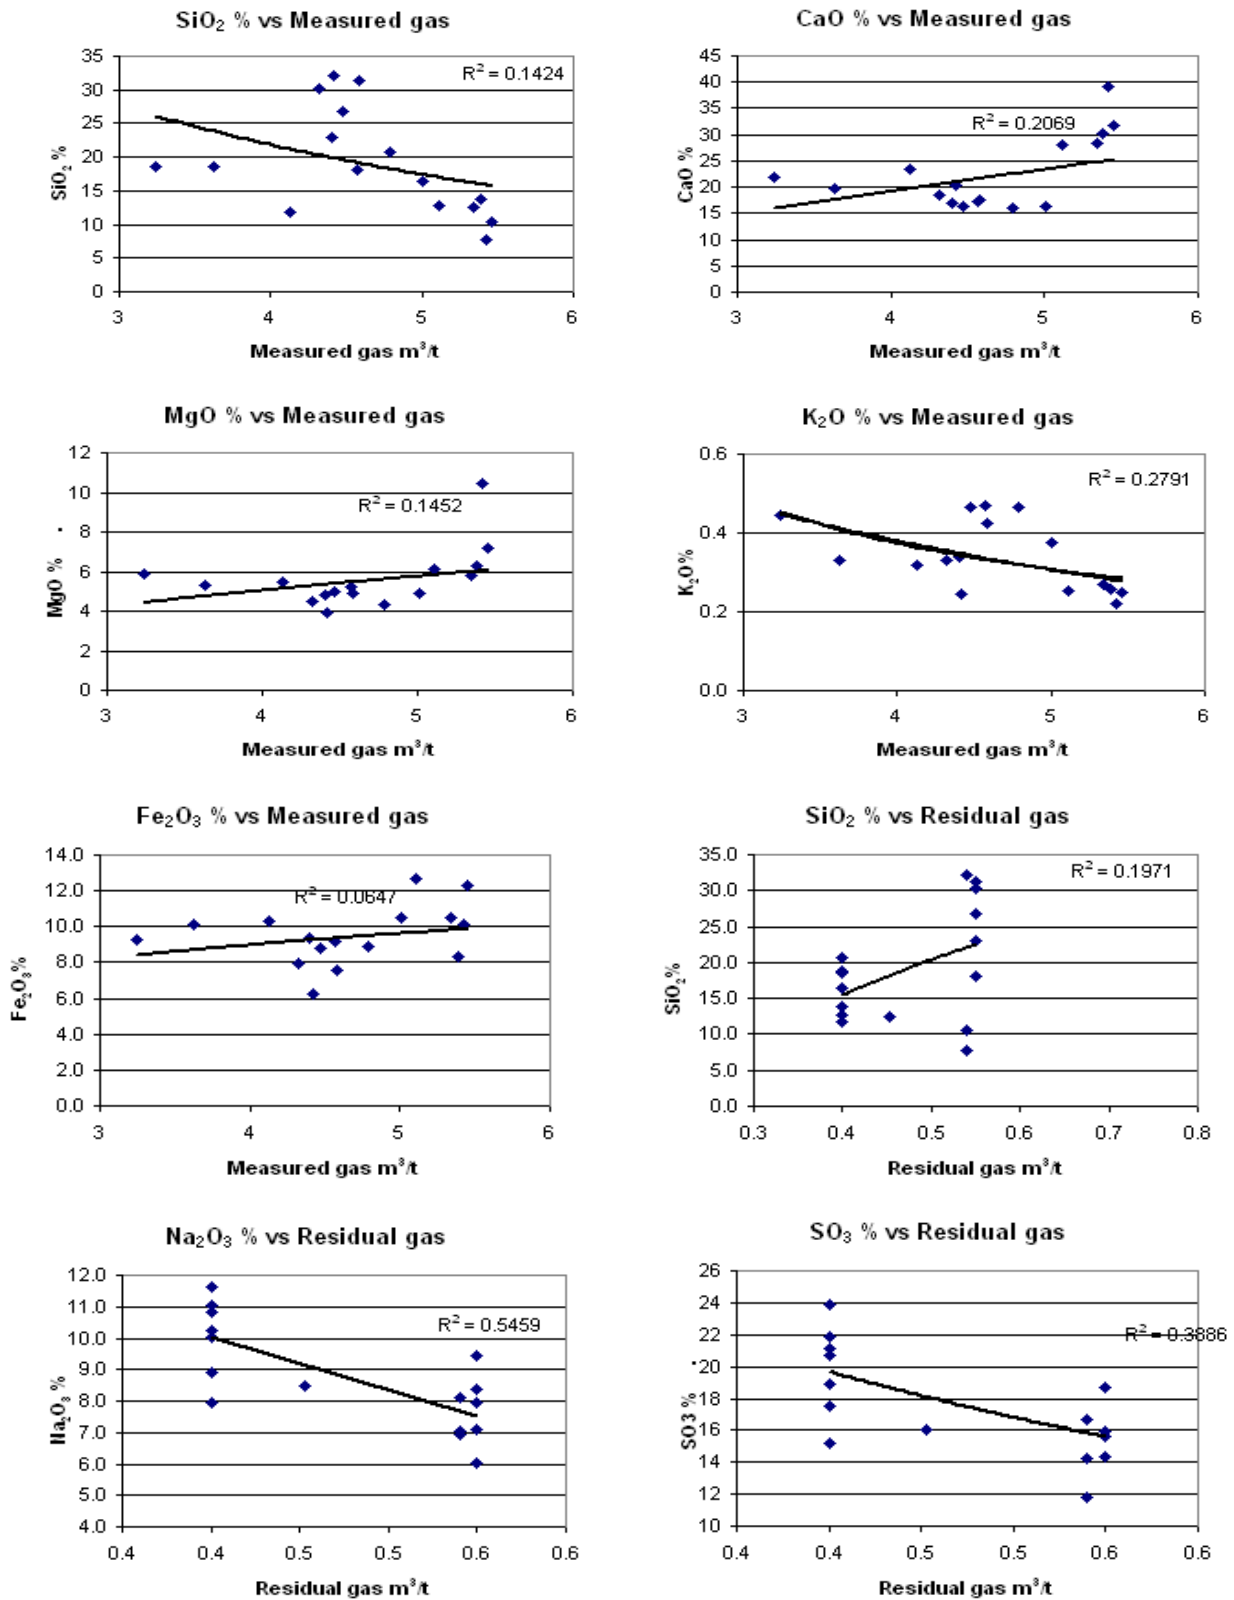 SiO₂ % vs Measured gas
35
30
25
20
15
10
5
0
SiO₂ %
R² = 0.1424
3 4 5 6
Measured gas m³/t
CaO % vs Measured gas
45
40
35
30
25
20
15
10
5
0
CaO %
R² = 0.2069
3 4 5 6
Measured gas m³/t
MgO % vs Measured gas
12
10
8
6
4
2
0
MgO %
R² = 0.1452
3 4 5 6
Measured gas m³/t
K₂O % vs Measured gas
0.6
0.4
0.2
0.0
K₂O %
R² = 0.2791
3 4 5 6
Measured gas m³/t
Fe₂O₃ % vs Measured gas
14.0
12.0
10.0
8.0
6.0
4.0
2.0
0.0
Fe₂O₃ %
R² = 0.0647
3 4 5 6
Measured gas m³/t
SiO₂ % vs Residual gas
35.0
30.0
25.0
20.0
15.0
10.0
5.0
0.0
SiO₂ %
R² = 0.1971
0.3 0.4 0.5 0.6 0.7 0.8
Residual gas m³/t
Na₂O₃ % vs Residual gas
12.0
11.0
10.0
9.0
8.0
7.0
6.0
5.0
4.0
Na₂O₃ %
R² = 0.5459
0.4 0.4 0.5 0.5 0.6 0.6
Residual gas m³/t
SO₃ % vs Residual gas
26
24
22
20
18
16
14
12
10
SO3 %
R² = 0.3886
0.4 0.4 0.5 0.5 0.6 0.6
Residual gas m³/t